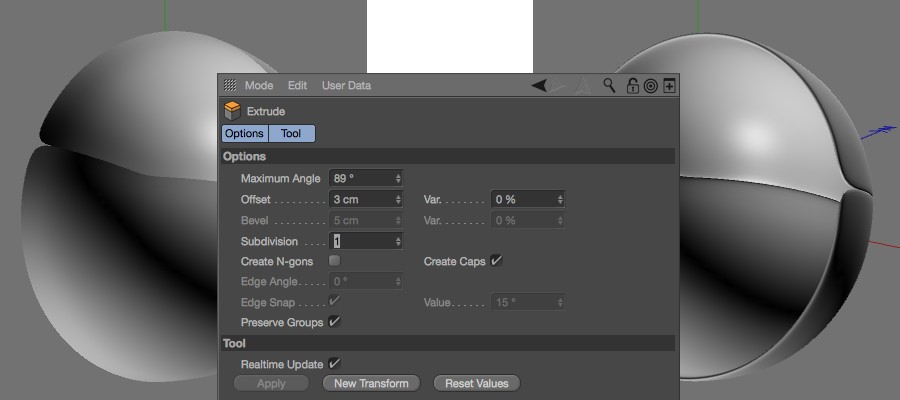 Mode Edit User Data
Extrude
Options Tool
Options
Maximum Angle 89 °
Offset 3 cm Var. 0 %
Bevel 5 cm Var. 0 %
Subdivision 1
Create N-gons Create Caps
Edge Angle 0 °
Edge Snap Value 15 °
Preserve Groups
Tool
Realtime Update
Apply New Transform Reset Values